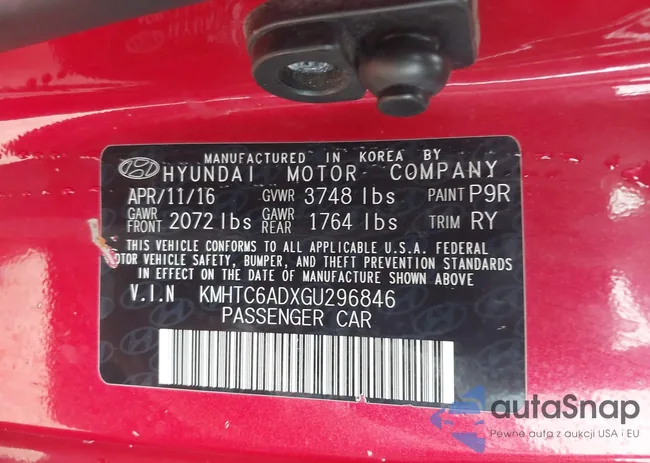 MANUFACTURED IN KOREA BY
HYUNDAI MOTOR COMPANY
APR/11/16 GVWR 3748 lbs PAINT P9R
GAWR FRONT 2072 lbs GAWR REAR 1764 lbs TRIM RY
THIS VEHICLE CONFORMS TO ALL APPLICABLE U.S.A. FEDERAL
MOTOR VEHICLE SAFETY, BUMPER, AND THEFT PREVENTION STANDARDS
IN EFFECT ON THE DATE OF MANUFACTURE SHOWN ABOVE.
V.I.N KMHTC6ADXGU296846
PASSENGER CAR
autaSnap
Pewne auta z aukcji USA i EU